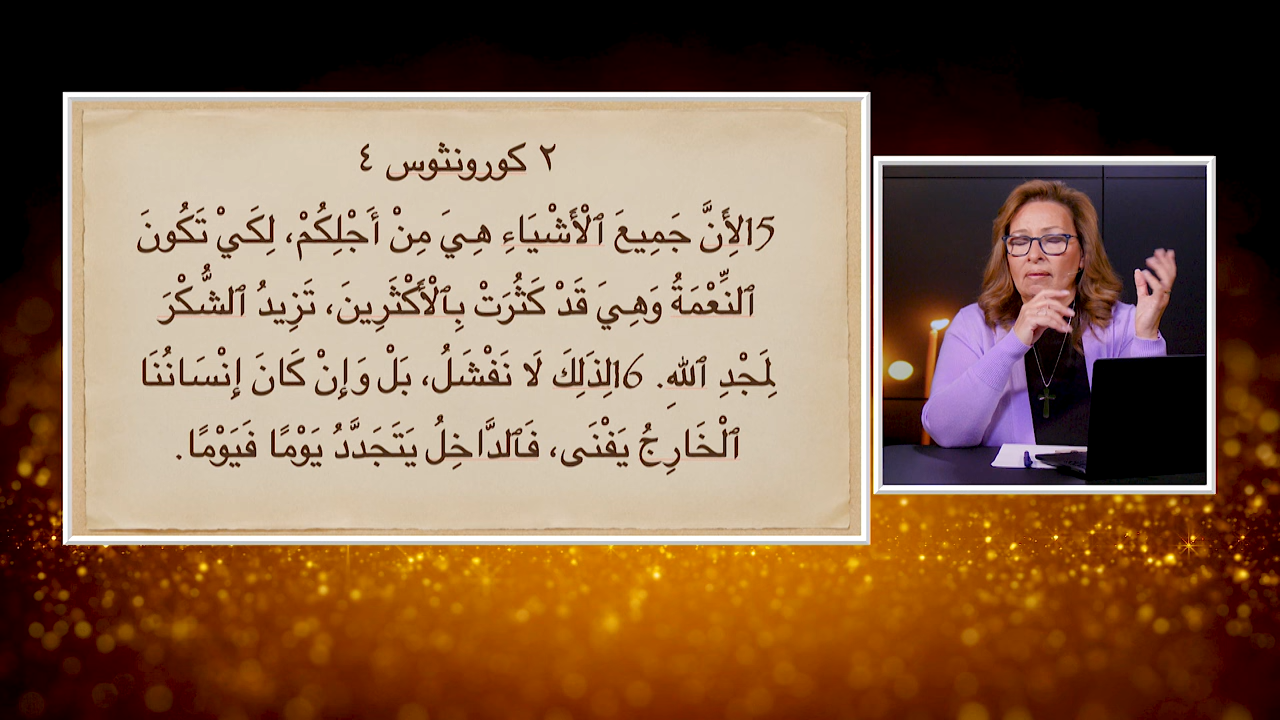 ٢ كورونثوس ٤
15لِأَنَّ جَمِيعَ ٱلْأَشْيَاءِ هِيَ مِنْ أَجْلِكُمْ، لِكَيْ تَكُونَ
ٱلنِّعْمَةُ وَهِيَ قَدْ كَثُرَتْ بِٱلْأَكْثَرِينَ، تَزِيدُ ٱلشُّكْرَ
لِمَجْدِ ٱللهِ. 16لِذَلِكَ لَا نَفْشَلُ، بَلْ وَإِنْ كَانَ إِنْسَانُنَا
ٱلْخَارِجُ يَفْنَى، فَٱلدَّاخِلُ يَتَجَدَّدُ يَوْمًا فَيَوْمًا.